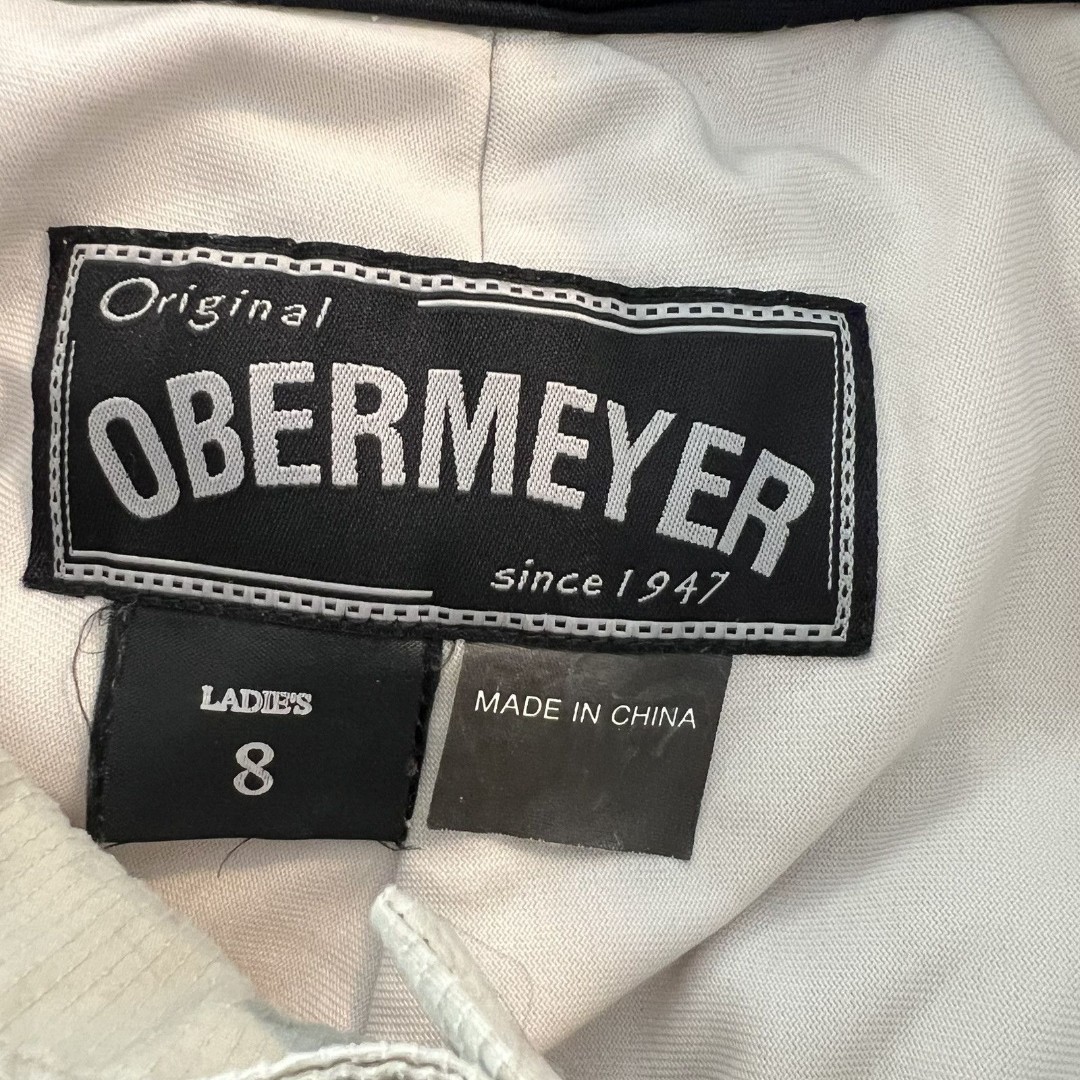 Original
OBERMEYER
since 1947
LADIE'S
8
MADE IN CHINA